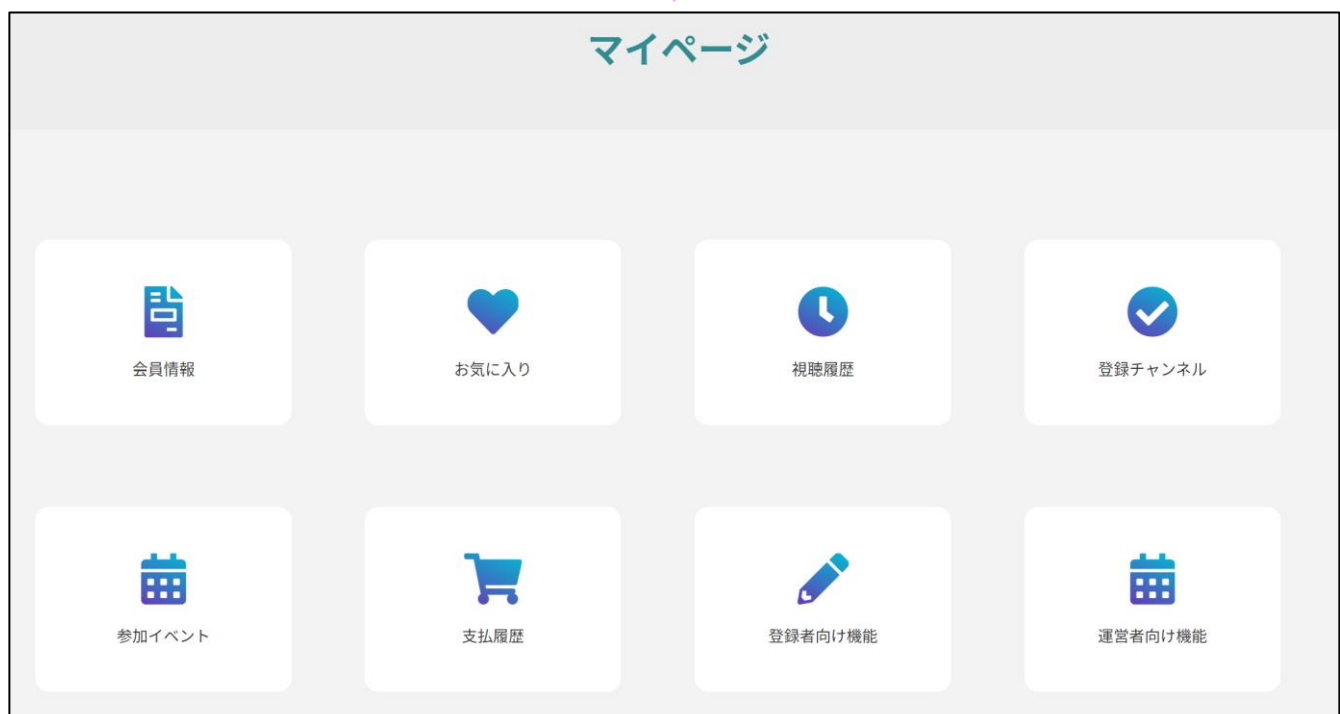 マイページ
会員情報
お気に入り
視聴履歴
登録チャンネル
参加イベント
支払履歴
登録者向け機能
運営者向け機能